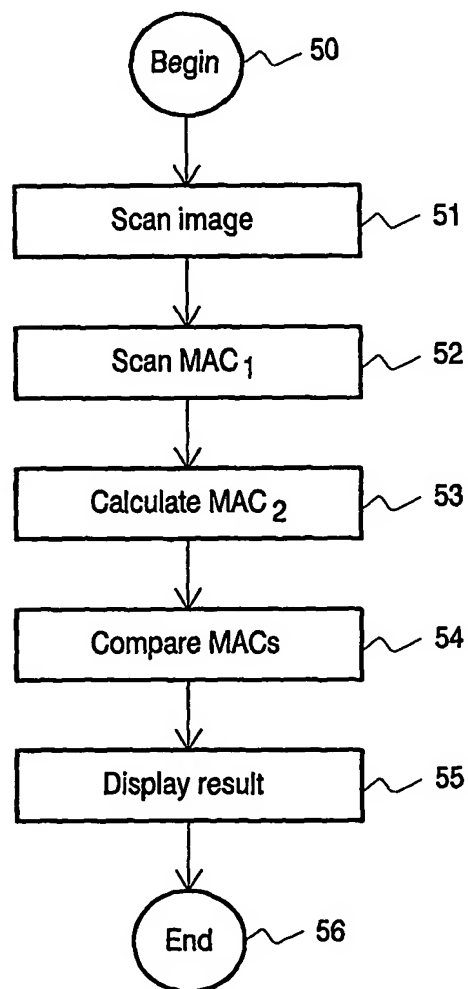 Begin 50
Scan image 51
Scan MAC1 52
Calculate MAC2 53
Compare MACs 54
Display result 55
End 56